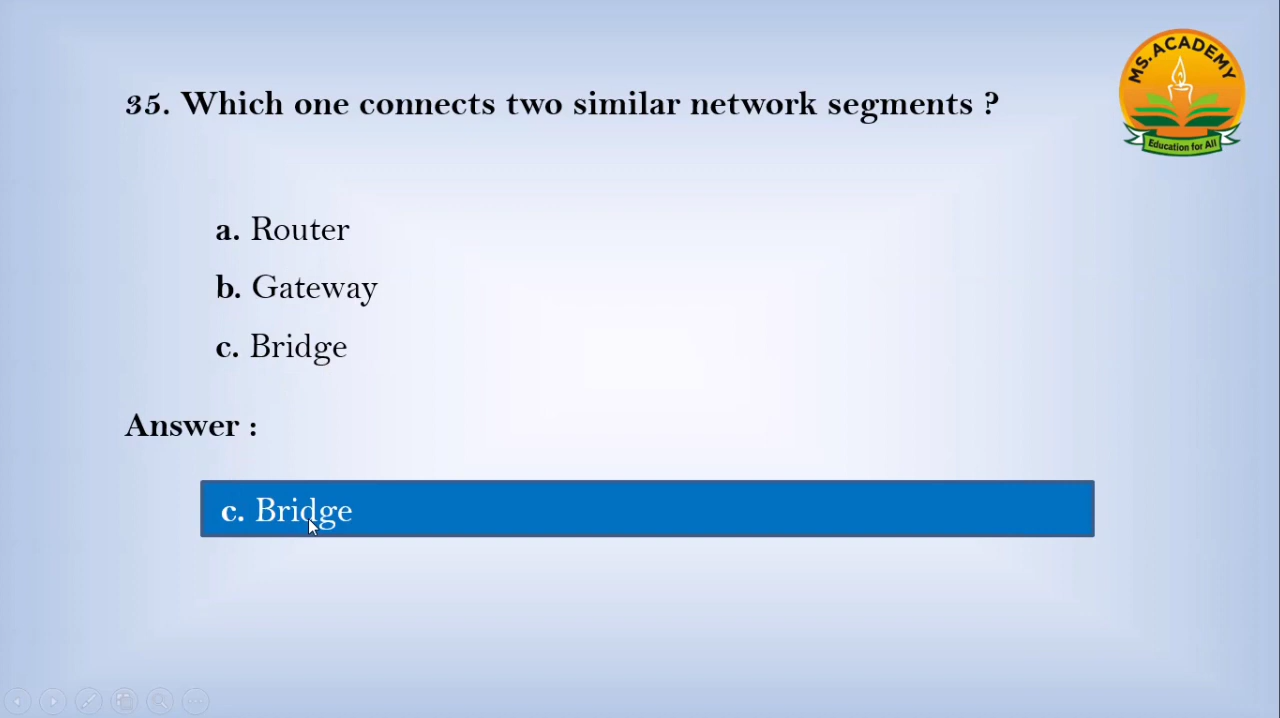 MS. ACADEMY
Education for All
35. Which one connects two similar network segments ?
a. Router
b. Gateway
c. Bridge
Answer :
c. Bridge